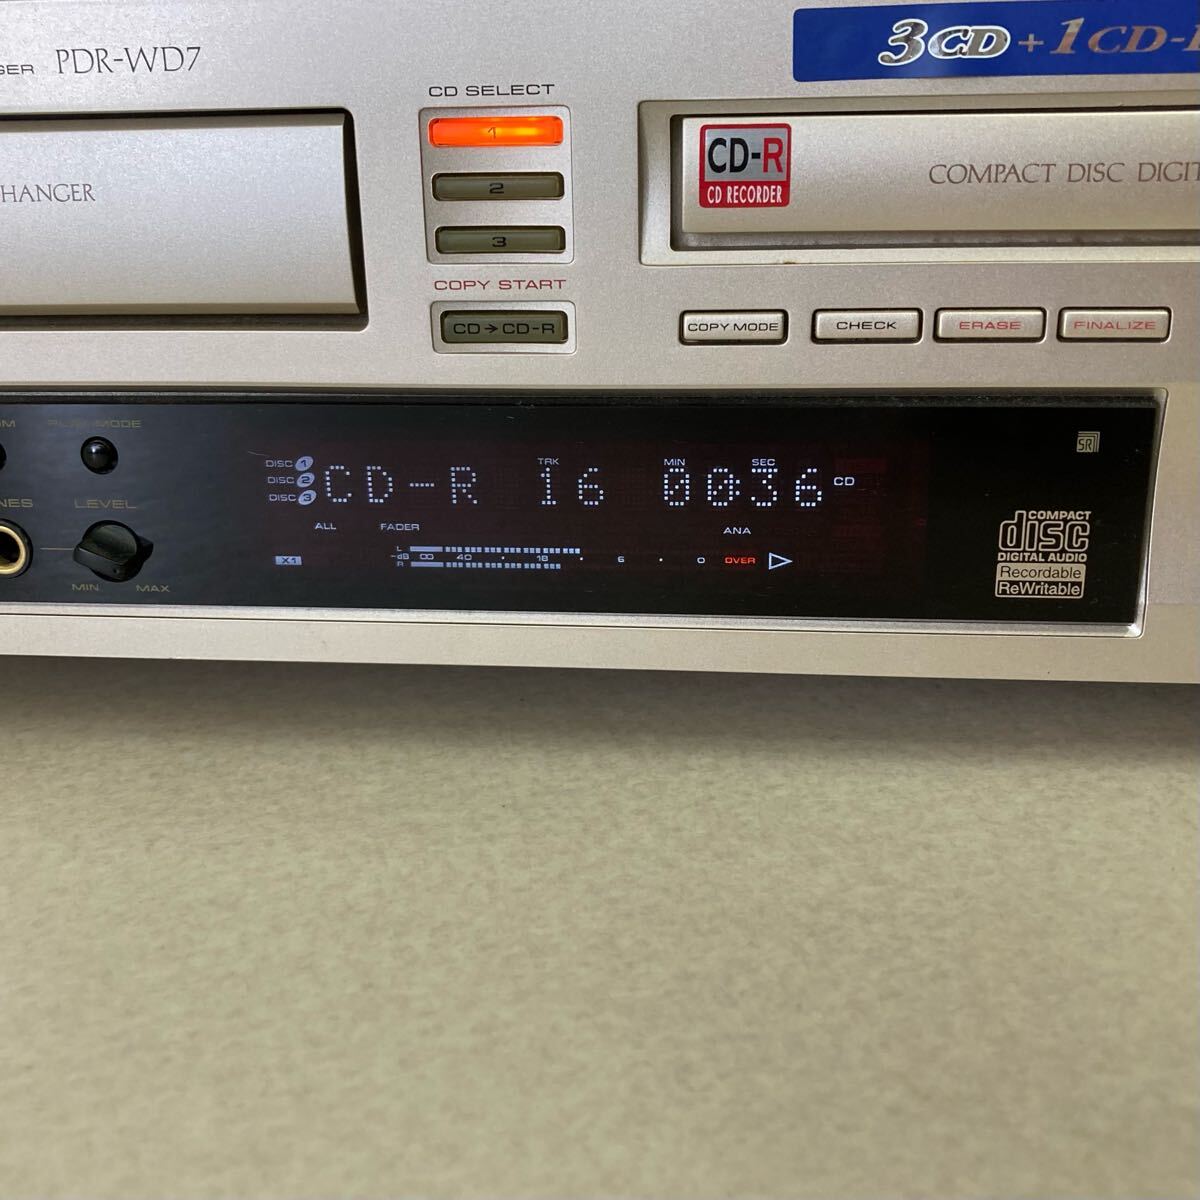 PDR-WD7
3CD+1CD-
CD SELECT
1
2
3
CD-R
CD RECORDER
COMPACT DISC DIGIT
HANGER
COPY START
CD→CD-R
COPY MODE
CHECK
ERASE
FINALIZE
PLAY MODE
LEVEL
MIN
MAX
DISC 1
DISC 2
DISC 3
TRK
MIN
SEC
CD-R 16 00 36
CD
ALL
FADER
ANA
X1
L
-dB ∞ 40 · 18 · 6 · 0 OVER
R
SR
COMPACT
disc
DIGITAL AUDIO
Recordable
ReWritable